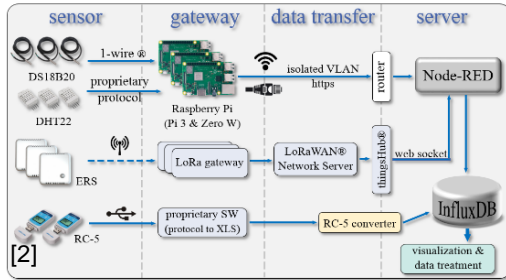 sensor
gateway
data transfer
server
1-wire ®
DS18B20
proprietary
protocol
DHT22
Raspberry Pi
(Pi 3 & Zero W)
isolated VLAN
https
router
Node-RED
ERS
LoRa gateway
LoRaWAN®
Network Server
thingsHub®
web socket
InfluxDB
RC-5
proprietary SW
(protocol to XLS)
RC-5 converter
visualization &
data treatment
[2]